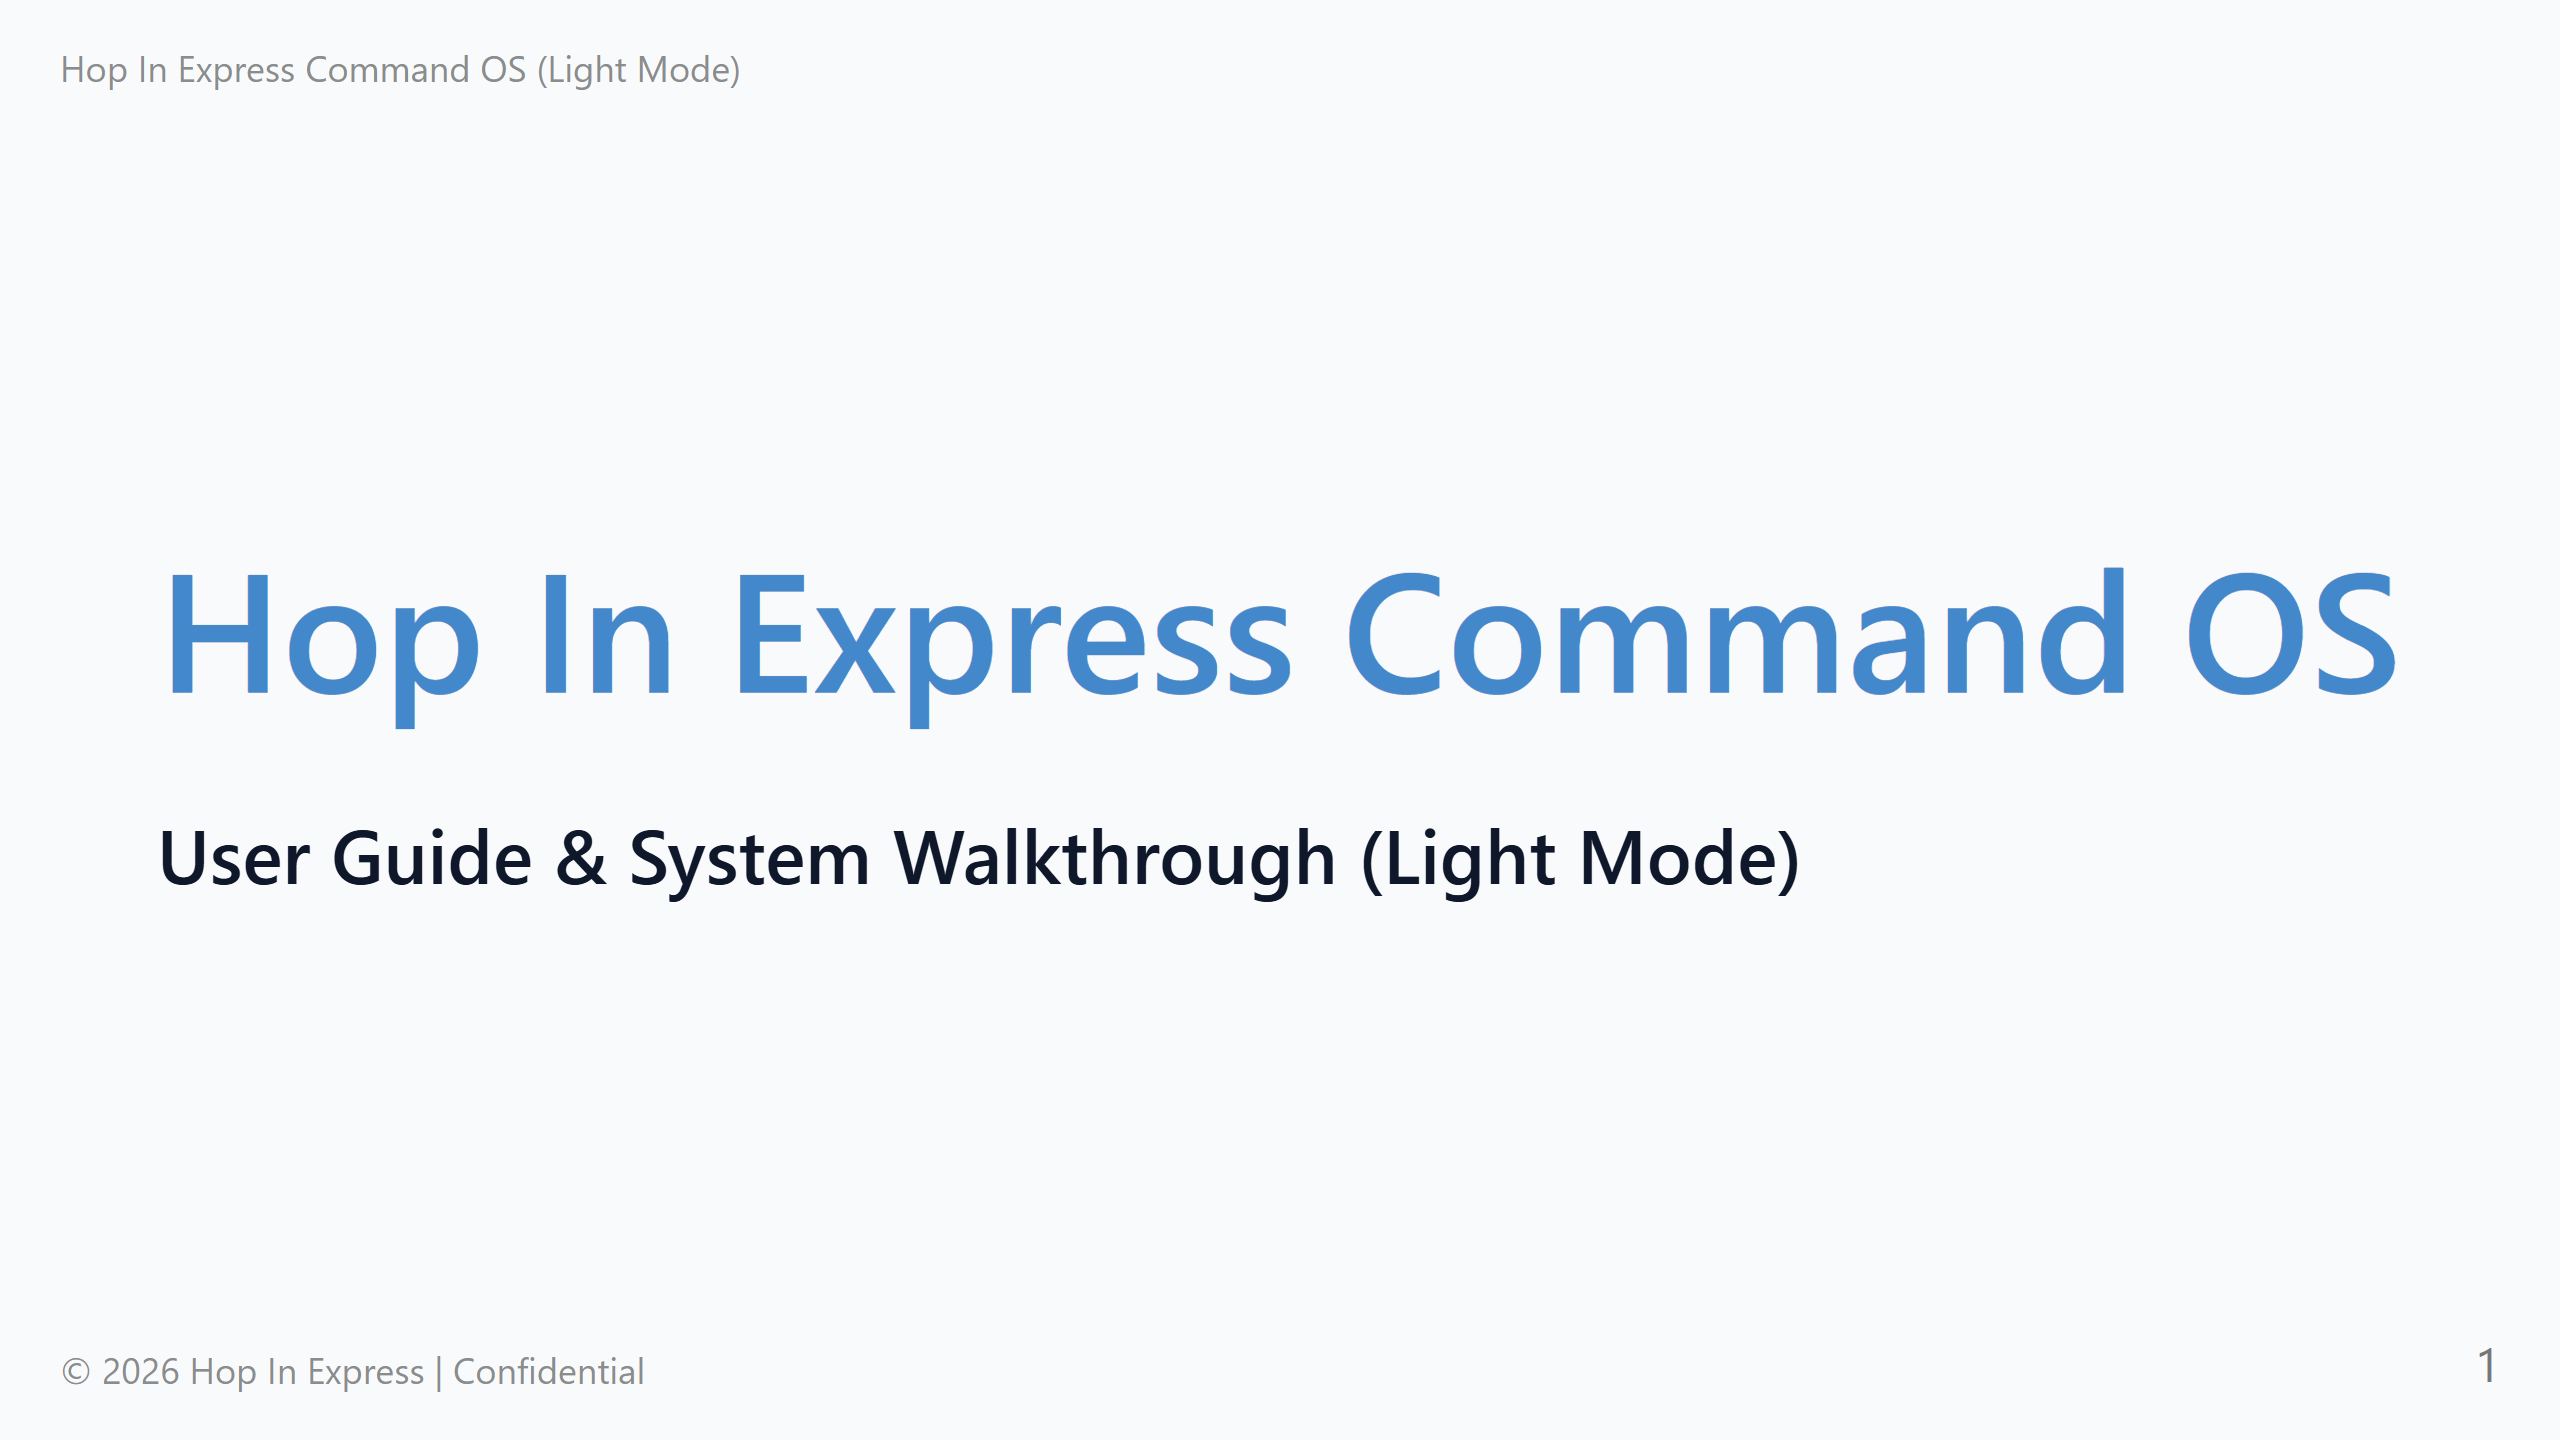 Hop In Express Command OS (Light Mode)
Hop In Express Command OS
User Guide & System Walkthrough (Light Mode)
© 2026 Hop In Express | Confidential
1